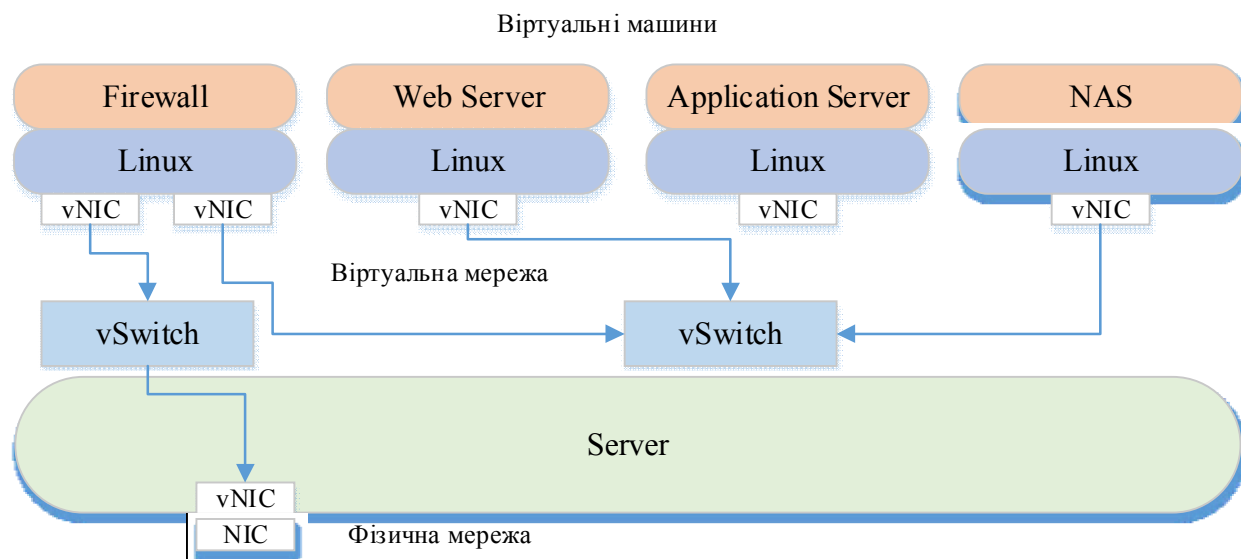 Віртуальні машини
Firewall
Web Server
Application Server
NAS
Linux
Linux
Linux
Linux
vNIC
vNIC
vNIC
vNIC
vNIC
Віртуальна мережа
vSwitch
vSwitch
Server
vNIC
NIC
Фізична мережа